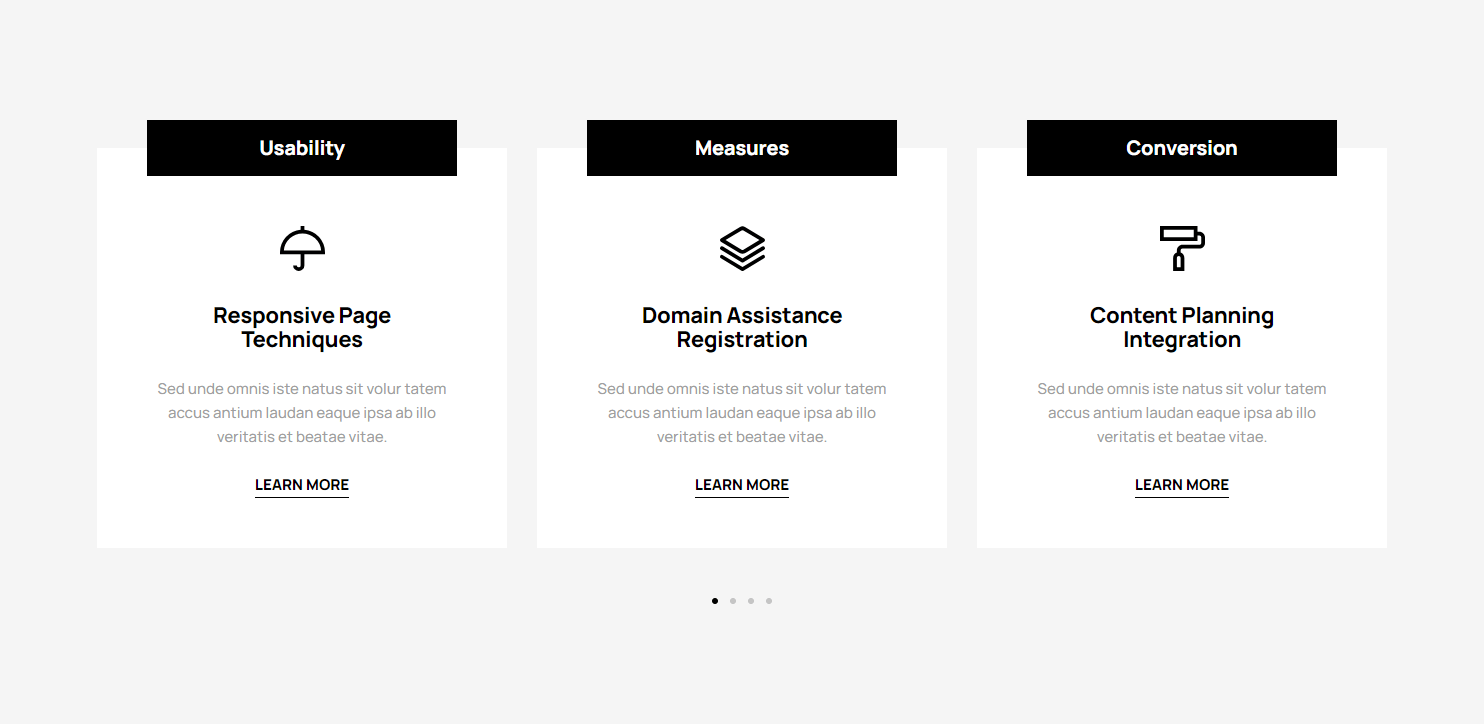 Usability
Responsive Page
Techniques
Sed unde omnis iste natus sit volur tatem
accus antium laudan eaque ipsa ab illo
veritatis et beatae vitae.
LEARN MORE
Measures
Domain Assistance
Registration
Sed unde omnis iste natus sit volur tatem
accus antium laudan eaque ipsa ab illo
veritatis et beatae vitae.
LEARN MORE
Conversion
Content Planning
Integration
Sed unde omnis iste natus sit volur tatem
accus antium laudan eaque ipsa ab illo
veritatis et beatae vitae.
LEARN MORE